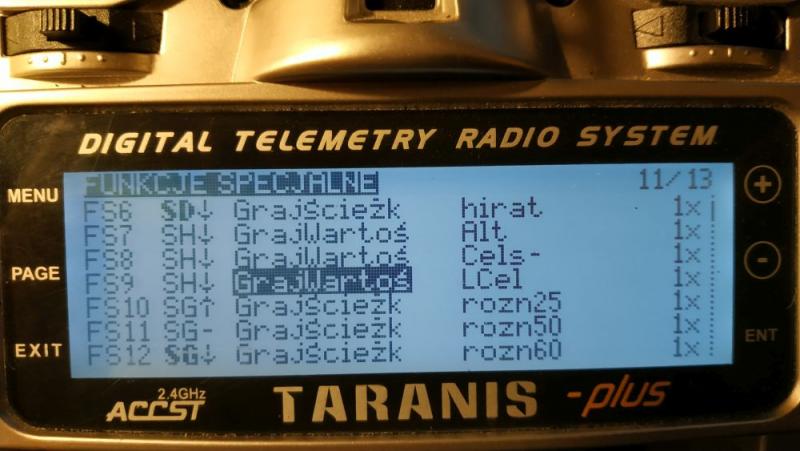 DIGITAL TELEMETRY RADIO SYSTEM
MENU
PAGE
EXIT
FUNKCJE SPECJALNE 11/13
FS6 SD↓ GrajŚcieżk hirat 1x
FS7 SH↓ GrajWartoś Alt 1x
FS8 SH↓ GrajWartoś Cels- 1x
FS9 SH↓ GrajWartoś LCel 1x
FS10 SG↑ GrajŚcieżk rozn25 1x
FS11 SG- GrajŚcieżk rozn50 1x
FS12 SG↓ GrajŚcieżk rozn60 1x
+
-
ENT
2.4GHz
ACCST
TARANIS -plus